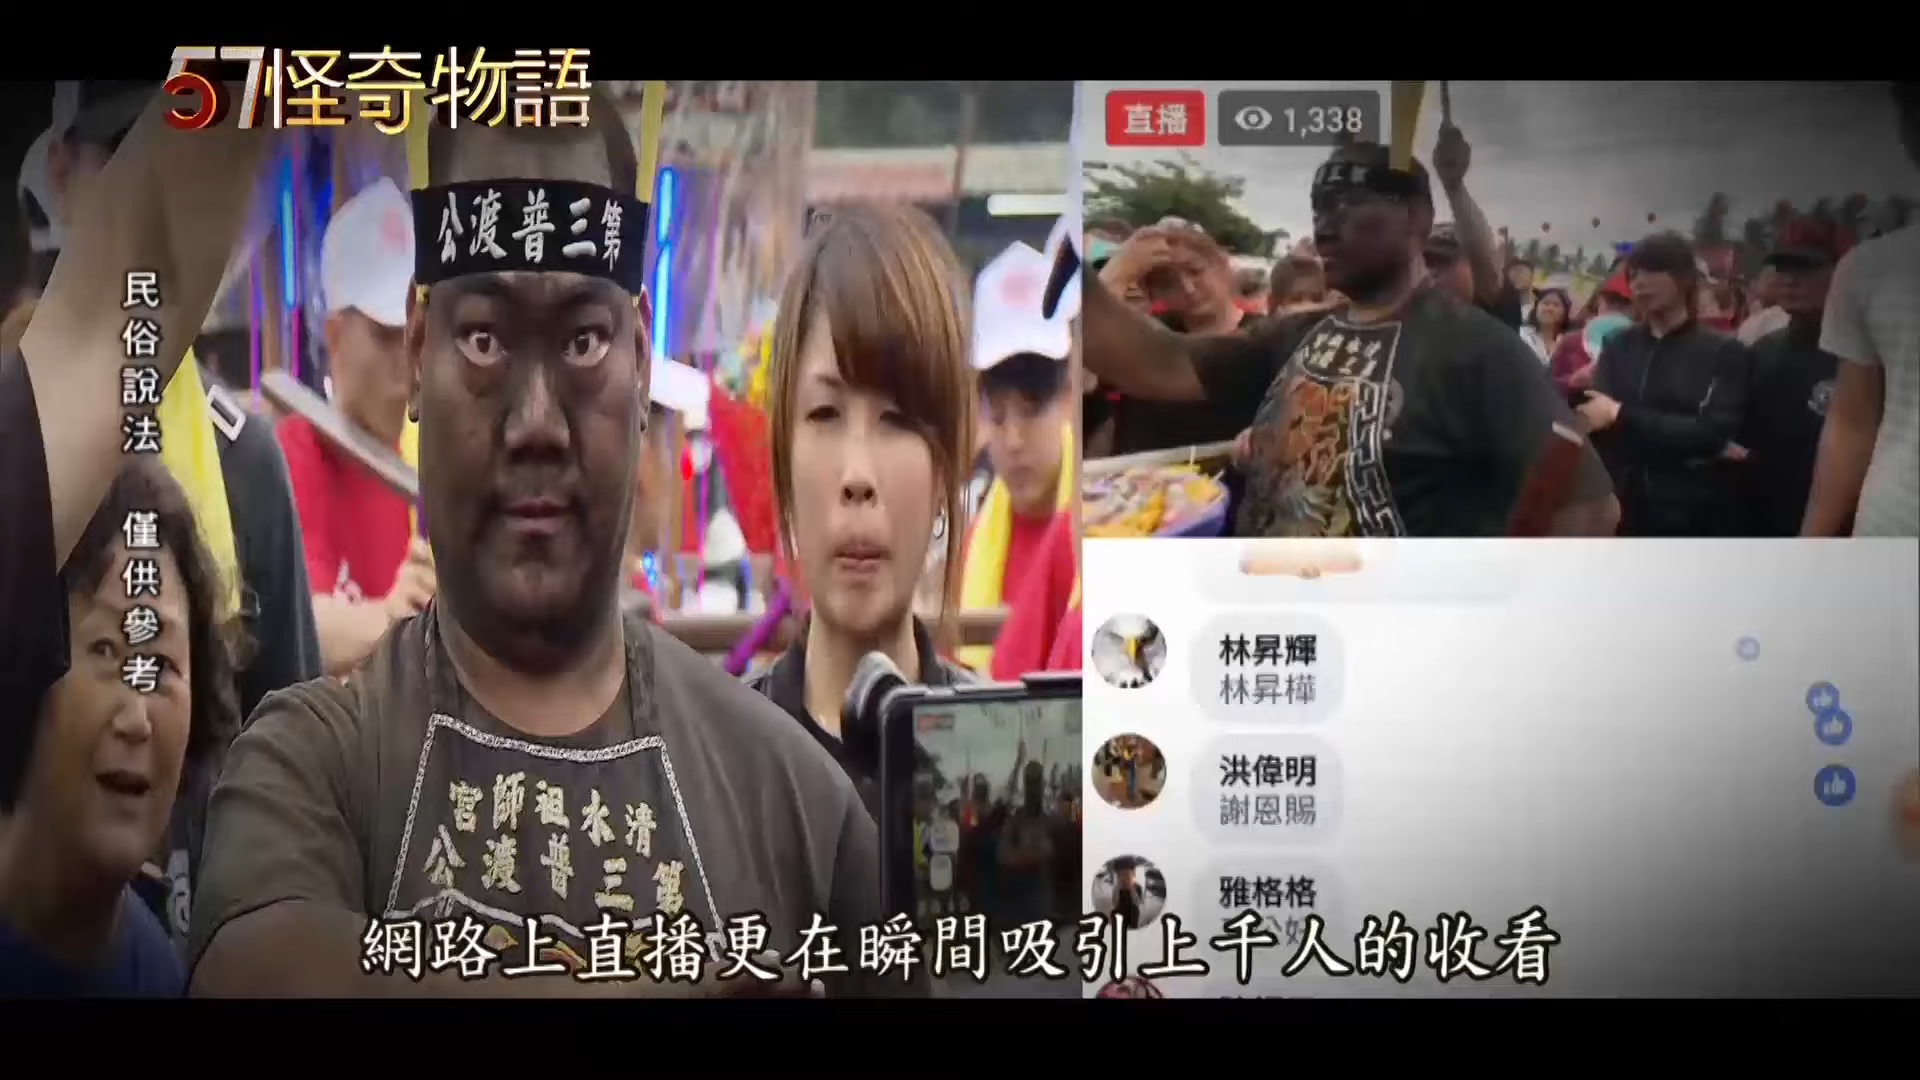 57怪奇物語
民俗說法 僅供參考
第三普渡公
清水祖師宮
第三普渡公
直播 1,338
林昇輝
林昇樺
洪偉明
謝恩賜
雅格格
網路上直播更在瞬間吸引上千人的收看